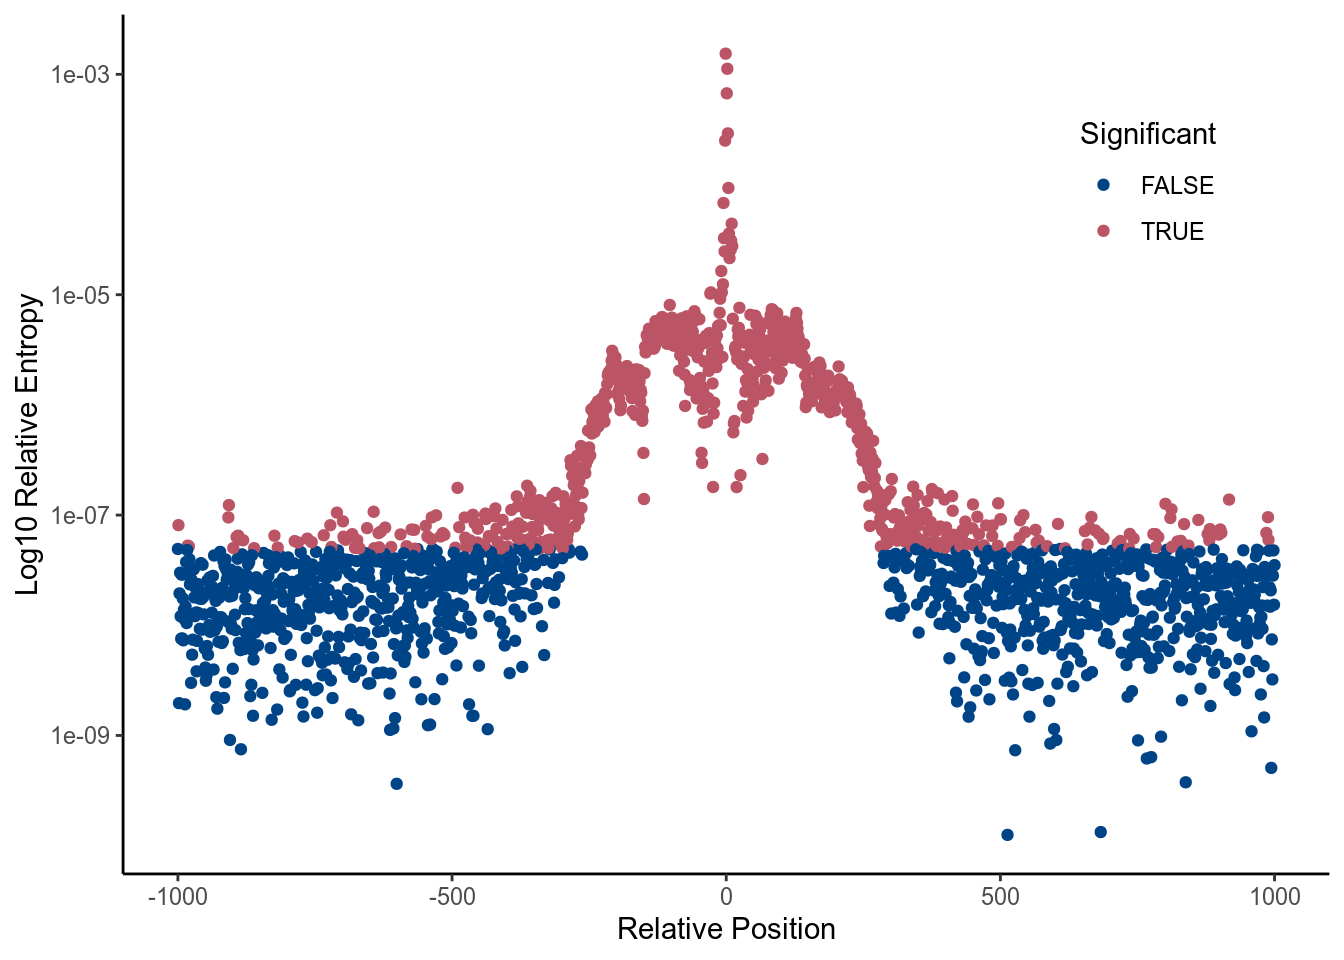 1e-03
1e-05
1e-07
1e-09
Log10 Relative Entropy
Significant
FALSE
TRUE
-1000
-500
0
500
1000
Relative Position